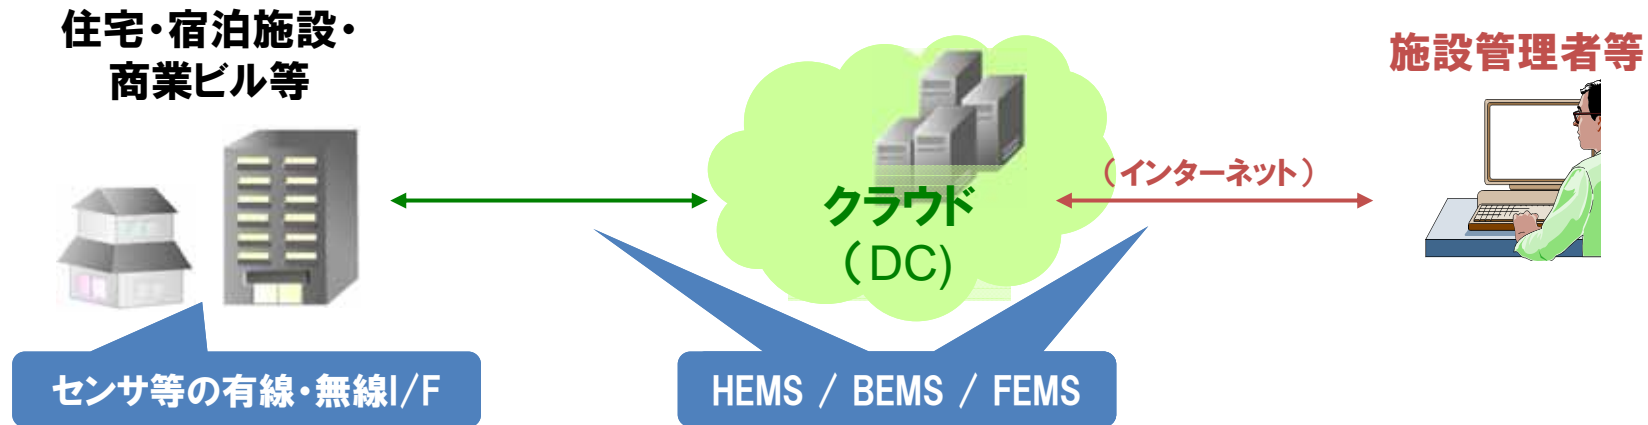 住宅・宿泊施設・
商業ビル等
施設管理者等
（インターネット）
クラウド
（DC)
センサ等の有線・無線I/F
HEMS / BEMS / FEMS